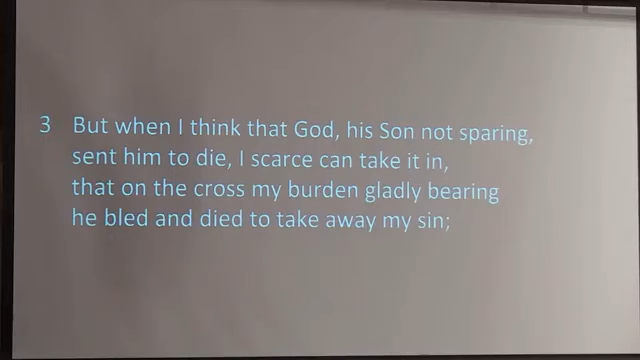 3 But when I think that God, his Son not sparing,
sent him to die, I scarce can take it in,
that on the cross my burden gladly bearing
he bled and died to take away my sin;